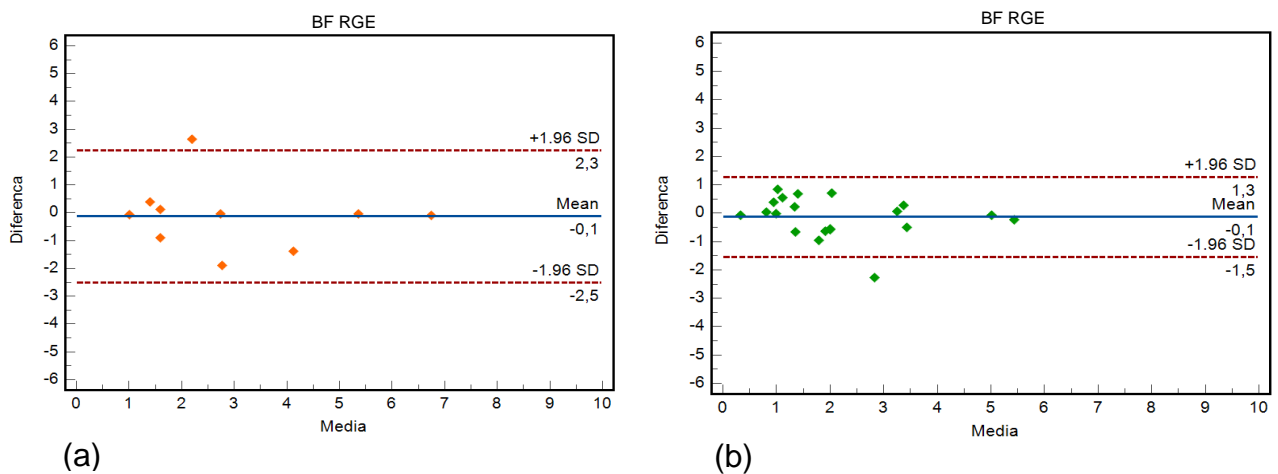 BF RGE
6
5
4
3
2
1
0
-1
-2
-3
-4
-5
-6
Diferenca
+1.96 SD
2,3
Mean
-0,1
-1.96 SD
-2,5
0 1 2 3 4 5 6 7 8 9 10
Media
(a)
BF RGE
6
5
4
3
2
1
0
-1
-2
-3
-4
-5
-6
Diferenca
+1.96 SD
1,3
Mean
-0,1
-1.96 SD
-1,5
0 1 2 3 4 5 6 7 8 9 10
Media
(b)